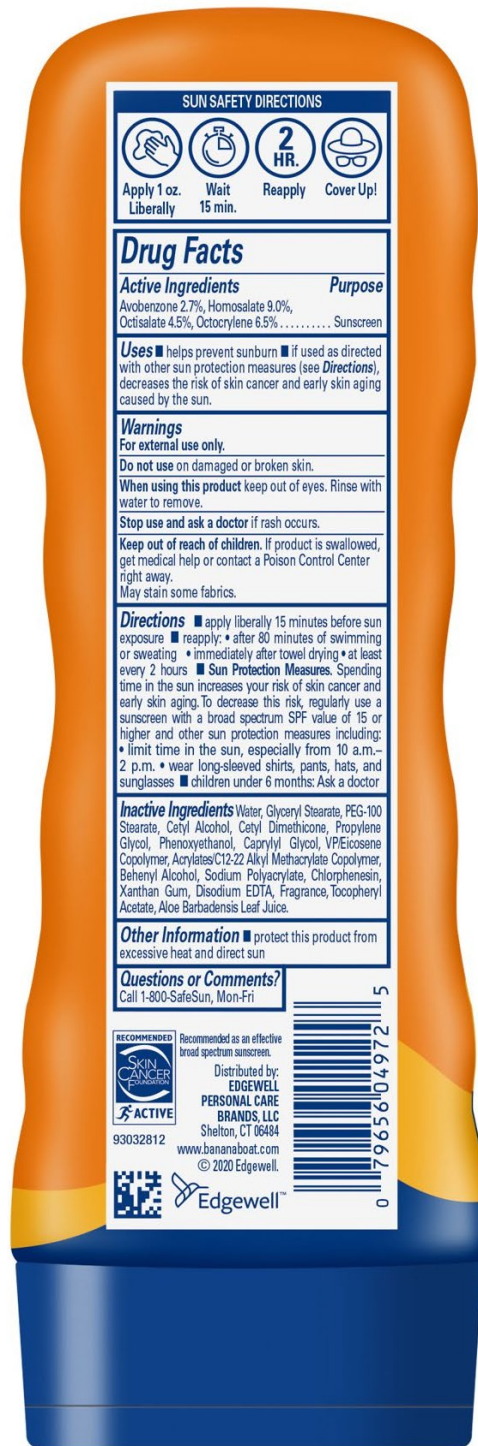 SUN SAFETY DIRECTIONS
Apply 1 oz.
Liberally
Wait
15 min.
2
HR.
Reapply
Cover Up!
Drug Facts
Active Ingredients Purpose
Avobenzone 2.7%, Homosalate 9.0%,
Octisalate 4.5%, Octocrylene 6.5% . . . . . . . . . . Sunscreen
Uses ■ helps prevent sunburn ■ if used as directed
with other sun protection measures (see Directions),
decreases the risk of skin cancer and early skin aging
caused by the sun.
Warnings
For external use only.
Do not use on damaged or broken skin.
When using this product keep out of eyes. Rinse with
water to remove.
Stop use and ask a doctor if rash occurs.
Keep out of reach of children. If product is swallowed,
get medical help or contact a Poison Control Center
right away.
May stain some fabrics.
Directions ■ apply liberally 15 minutes before sun
exposure ■ reapply: • after 80 minutes of swimming
or sweating • immediately after towel drying • at least
every 2 hours ■ Sun Protection Measures. Spending
time in the sun increases your risk of skin cancer and
early skin aging. To decrease this risk, regularly use a
sunscreen with a broad spectrum SPF value of 15 or
higher and other sun protection measures including:
• limit time in the sun, especially from 10 a.m.–
2 p.m. • wear long-sleeved shirts, pants, hats, and
sunglasses ■ children under 6 months: Ask a doctor
Inactive Ingredients Water, Glyceryl Stearate, PEG-100
Stearate, Cetyl Alcohol, Cetyl Dimethicone, Propylene
Glycol, Phenoxyethanol, Caprylyl Glycol, VP/Eicosene
Copolymer, Acrylates/C12-22 Alkyl Methacrylate Copolymer,
Behenyl Alcohol, Sodium Polyacrylate, Chlorphenesin,
Xanthan Gum, Disodium EDTA, Fragrance, Tocopheryl
Acetate, Aloe Barbadensis Leaf Juice.
Other Information ■ protect this product from
excessive heat and direct sun
Questions or Comments?
Call 1-800-SafeSun, Mon-Fri
RECOMMENDED
SKIN
CANCER
FOUNDATION
ACTIVE
93032812
Recommended as an effective
broad spectrum sunscreen.
Distributed by:
EDGEWELL
PERSONAL CARE
BRANDS, LLC
Shelton, CT 06484
www.bananaboat.com
© 2020 Edgewell.
Edgewell™
0 79656 04972 5